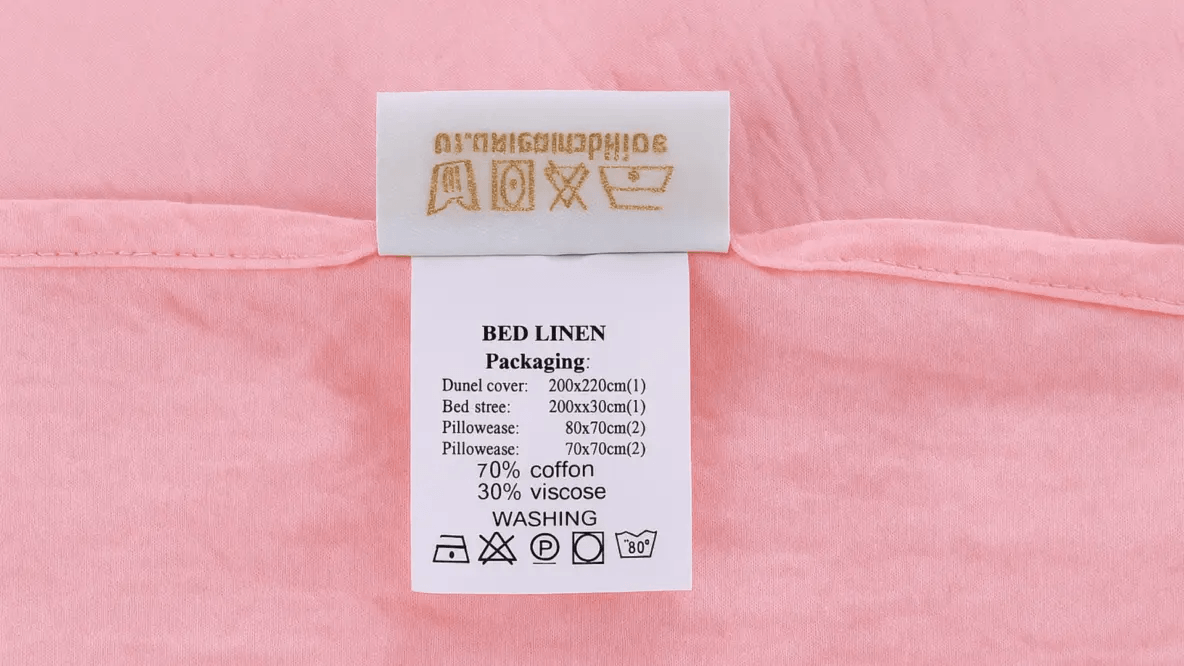 BED LINEN
Packaging:
Dunel cover: 200x220cm(1)
Bed stree: 200xx30cm(1)
Pillowease: 80x70cm(2)
Pillowease: 70x70cm(2)
70% coffon
30% viscose
WASHING
P 80°